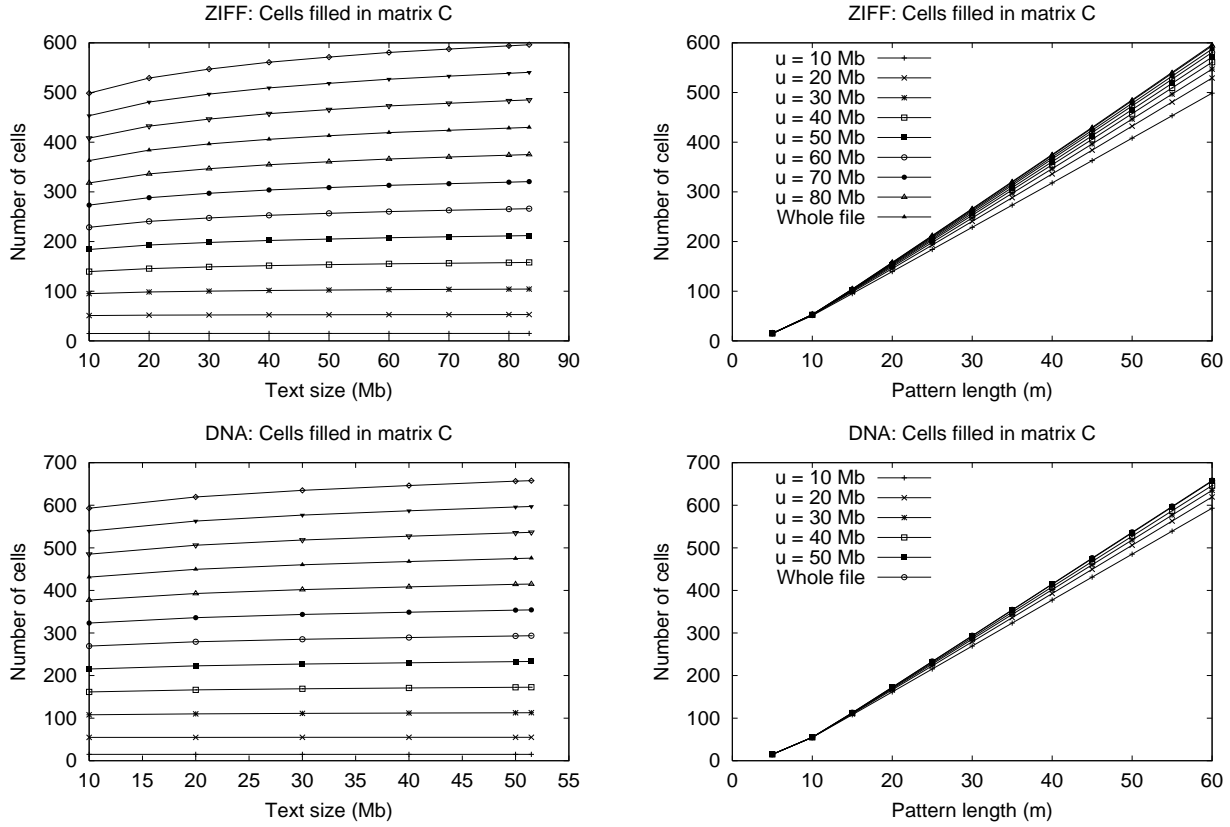 ZIFF: Cells filled in matrix C
600
500
400
300
200
100
0
Number of cells
10 20 30 40 50 60 70 80 90
Text size (Mb)
ZIFF: Cells filled in matrix C
600
500
400
300
200
100
0
Number of cells
u = 10 Mb
u = 20 Mb
u = 30 Mb
u = 40 Mb
u = 50 Mb
u = 60 Mb
u = 70 Mb
u = 80 Mb
Whole file
0 10 20 30 40 50 60
Pattern length (m)
DNA: Cells filled in matrix C
700
600
500
400
300
200
100
0
Number of cells
10 15 20 25 30 35 40 45 50 55
Text size (Mb)
DNA: Cells filled in matrix C
700
600
500
400
300
200
100
0
Number of cells
u = 10 Mb
u = 20 Mb
u = 30 Mb
u = 40 Mb
u = 50 Mb
Whole file
0 10 20 30 40 50 60
Pattern length (m)